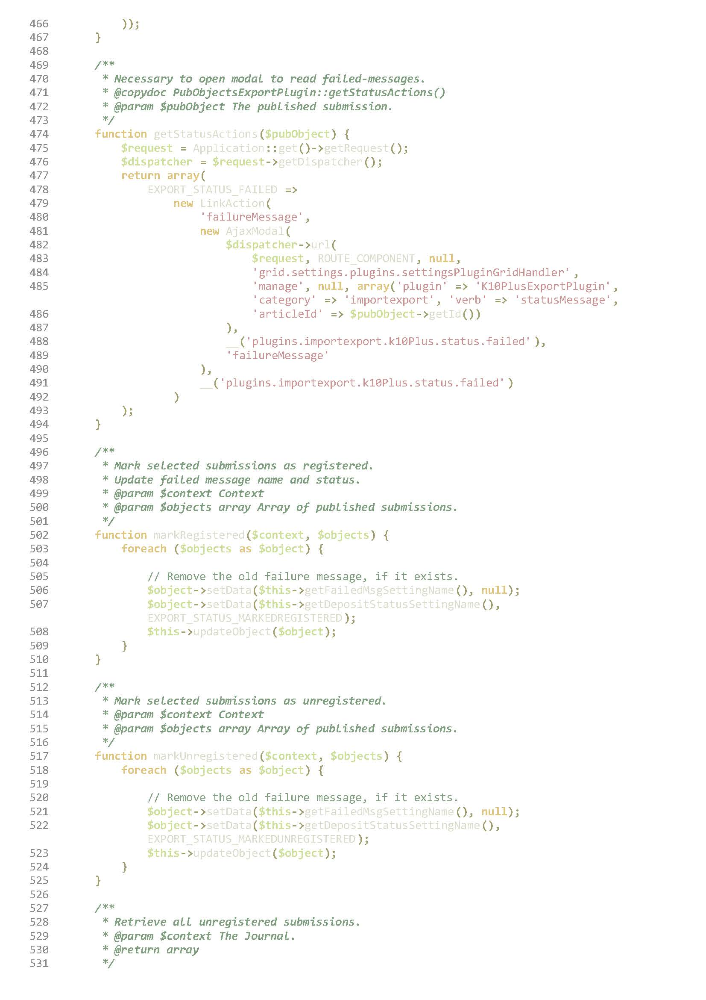 466 ));
467 }
468
469 /**
470 * Necessary to open modal to read failed-messages.
471 * @copydoc PubObjectsExportPlugin::getStatusActions()
472 * @param $pubObject The published submission.
473 */
474 function getStatusActions($pubObject) {
475 $request = Application::get()->getRequest();
476 $dispatcher = $request->getDispatcher();
477 return array(
478 EXPORT_STATUS_FAILED =>
479 new LinkAction(
480 'failureMessage',
481 new AjaxModal(
482 $dispatcher->url(
483 $request, ROUTE_COMPONENT, null,
484 'grid.settings.plugins.settingsPluginGridHandler',
485 'manage', null, array('plugin' => 'K10PlusExportPlugin',
'category' => 'importexport', 'verb' => 'statusMessage',
486 'articleId' => $pubObject->getId())
487 ),
488 __('plugins.importexport.k10Plus.status.failed'),
489 'failureMessage'
490 ),
491 __('plugins.importexport.k10Plus.status.failed')
492 )
493 );
494 }
495
496 /**
497 * Mark selected submissions as registered.
498 * Update failed message name and status.
499 * @param $context Context
500 * @param $objects array Array of published submissions.
501 */
502 function markRegistered($context, $objects) {
503 foreach ($objects as $object) {
504
505 // Remove the old failure message, if it exists.
506 $object->setData($this->getFailedMsgSettingName(), null);
507 $object->setData($this->getDepositStatusSettingName(),
EXPORT_STATUS_MARKEDREGISTERED);
508 $this->updateObject($object);
509 }
510 }
511
512 /**
513 * Mark selected submissions as unregistered.
514 * @param $context Context
515 * @param $objects array Array of published submissions.
516 */
517 function markUnregistered($context, $objects) {
518 foreach ($objects as $object) {
519
520 // Remove the old failure message, if it exists.
521 $object->setData($this->getFailedMsgSettingName(), null);
522 $object->setData($this->getDepositStatusSettingName(),
EXPORT_STATUS_MARKEDUNREGISTERED);
523 $this->updateObject($object);
524 }
525 }
526
527 /**
528 * Retrieve all unregistered submissions.
529 * @param $context The Journal.
530 * @return array
531 */